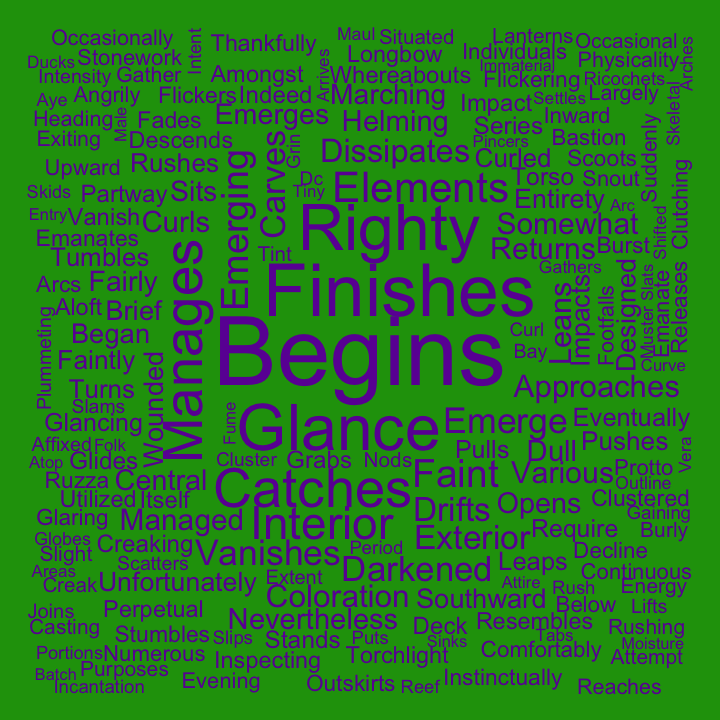 Occasionally
Intent
Thankfully
Maul
Situated
Lanterns
Occasional
Ducks
Stonework
Longbow
Individuals
Physicality
Arches
Intensity
Gather
Amongst
Arrives
Whereabouts
Immaterial
Flickering
Ricochets
Aye
Angrily
Flickers
Indeed
Marching
Impact
Settles
Largely
Skeletal
Heading
Male
Fades
Emerges
Helming
Series
Inward
Exiting
Descends
Grin
Dissipates
Pincers
Bastion
Suddenly
Upward
Rushes
Emerging
Carves
Curled
Scoots
Clutching
Skids
Partway
Sits
Dc
Tiny
Elements
Torso
Snout
Entirety
Arc
Entry
Vanish
Curls
Righty
Somewhat
Shifted
Emanates
Returns
Burst
Tumbles
Tint
Gathers
Arcs
Fairly
Manages
Finishes
Leans
Impacts
Footfalls
Designed
Slats
Emanate
Releases
Aloft
Brief
Plummeting
Began
Begins
Curl
Muster
Faintly
Bay
Curve
Turns
Wounded
Approaches
Slams
Glancing
Fume
Glance
Emerge
Eventually
Affixed
Folk
Pulls
Dull
Pushes
Vera
Atop
Glides
Cluster
Grabs
Nods
Faint
Various
Protto
Ruzza
Central
Catches
Outline
Utilized
Itself
Drifts
Opens
Clustered
Glaring
Managed
Interior
Exterior
Require
Gaining
Burly
Globes
Creaking
Vanishes
Period
Decline
Slight
Scatters
Darkened
Leaps
Continuous
Areas
Extent
Attire
Rush
Energy
Creak
Unfortunately
Coloration
Southward
Below
Lifts
Joins
Perpetual
Nevertheless
Deck
Resembles
Rushing
Casting
Stumbles
Slips
Stands
Puts
Sinks
Tabs
Moisture
Portions
Numerous
Inspecting
Torchlight
Comfortably
Attempt
Batch
Purposes
Evening
Outskirts
Reef
Instinctually
Reaches
Incantation